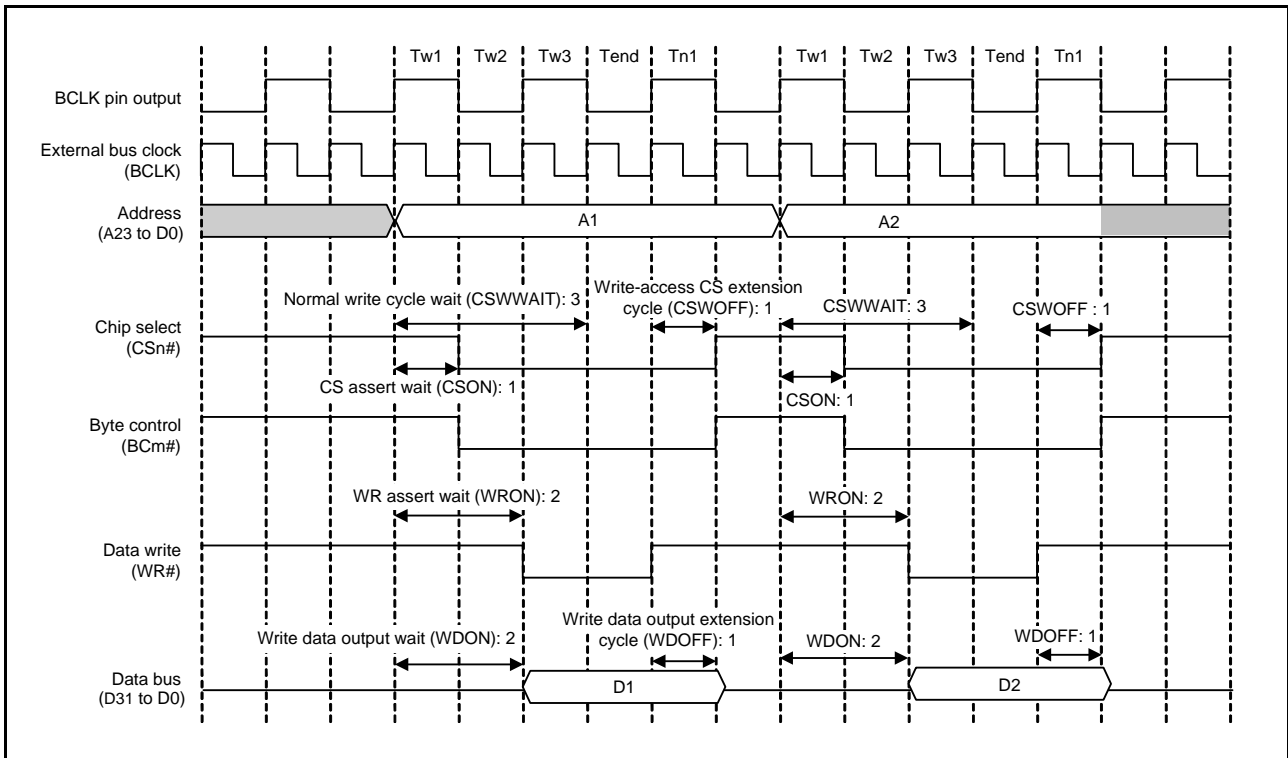 Tw1 Tw2 Tw3 Tend Tn1 Tw1 Tw2 Tw3 Tend Tn1
BCLK pin output
External bus clock
(BCLK)
Address
(A23 to D0)
A1 A2
Normal write cycle wait (CSWWAIT): 3
Write-access CS extension
cycle (CSWOFF): 1
CSWWAIT: 3
CSWOFF : 1
Chip select
(CSn#)
CS assert wait (CSON): 1
CSON: 1
Byte control
(BCm#)
WR assert wait (WRON): 2
WRON: 2
Data write
(WR#)
Write data output wait (WDON): 2
Write data output extension
cycle (WDOFF): 1
WDON: 2
WDOFF: 1
Data bus
(D31 to D0)
D1 D2